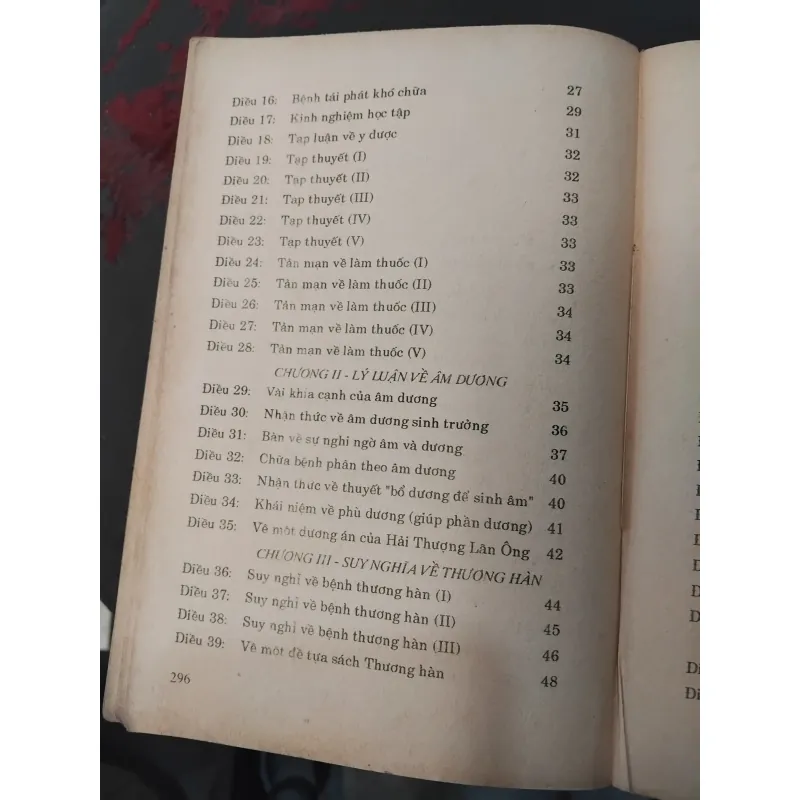 Điều 16: Bệnh tái phát khó chữa 27
Điều 17: Kinh nghiệm học tập 29
Điều 18: Tạp luận về y dược 31
Điều 19: Tạp thuyết (I) 32
Điều 20: Tạp thuyết (II) 32
Điều 21: Tạp thuyết (III) 33
Điều 22: Tạp thuyết (IV) 33
Điều 23: Tạp thuyết (V) 33
Điều 24: Tản mạn về làm thuốc (I) 33
Điều 25: Tản mạn về làm thuốc (II) 33
Điều 26: Tản mạn về làm thuốc (III) 34
Điều 27: Tản mạn về làm thuốc (IV) 34
Điều 28: Tản mạn về làm thuốc (V) 34
CHƯƠNG II - LÝ LUẬN VỀ ÂM DƯƠNG
Điều 29: Vài khía cạnh của âm dương 35
Điều 30: Nhận thức về âm dương sinh trưởng 36
Điều 31: Bàn về sự nghi ngờ âm và dương 37
Điều 32: Chữa bệnh phân theo âm dương 40
Điều 33: Nhận thức về thuyết "bổ dương để sinh âm" 40
Điều 34: Khái niệm về phù dương (giúp phần dương) 41
Điều 35: Về một dương án của Hải Thượng Lãn Ông 42
CHƯƠNG III - SUY NGHĨA VỀ THƯƠNG HÀN
Điều 36: Suy nghĩ về bệnh thương hàn (I) 44
Điều 37: Suy nghĩ về bệnh thương hàn (II) 45
Điều 38: Suy nghĩ về bệnh thương hàn (III) 46
Điều 39: Về một đề tựa sách Thương hàn 48
296